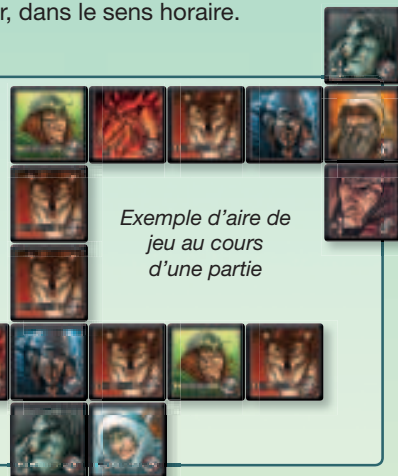 r, dans le sens horaire.
Exemple d'aire de
jeu au cours
d'une partie